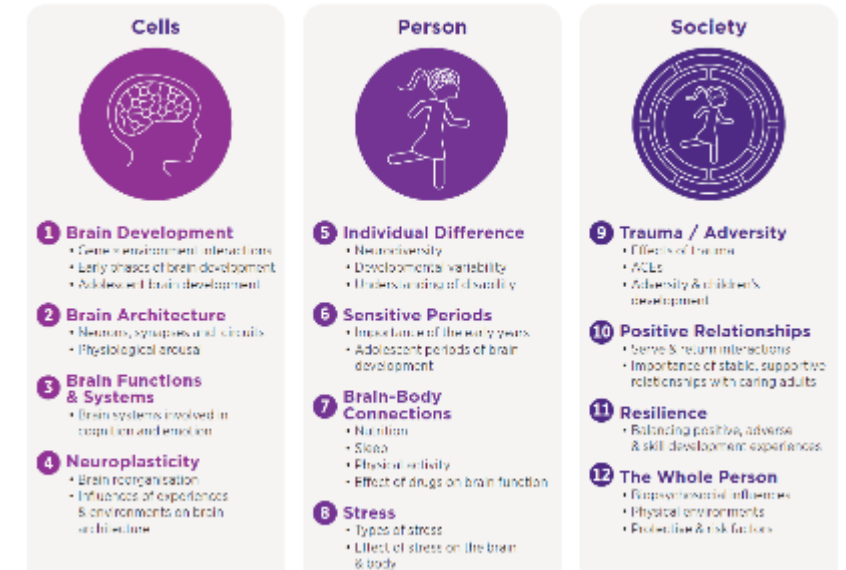 Cells
1 Brain Development
• Gene – environment interactions
• Early phases of brain development
• Adolescent brain development
2 Brain Architecture
• Neurons, synapses and circuits
• Physiological arousal
3 Brain Functions
& Systems
• Brain systems involved in
cognition and emotion
4 Neuroplasticity
• Brain reorganisation
• Influences of experiences
& environments on brain
architecture
Person
5 Individual Difference
• Neurodiversity
• Developmental variability
• Understanding of disability
6 Sensitive Periods
• Importance of the early years
• Adolescent periods of brain
development
7 Brain-Body
Connections
• Nutrition
• Sleep
• Physical activity
• Effect of drugs on brain function
8 Stress
• Types of stress
• Effect of stress on the brain
& body
Society
9 Trauma / Adversity
• Effects of trauma
• ACEs
• Adversity & children's
development
10 Positive Relationships
• Serve & return interactions
• Importance of stable, supportive
relationships with caring adults
11 Resilience
• Balancing positive, adverse
& skill development experiences
12 The Whole Person
• Biopsychosocial influences
• Physical environments
• Protective & risk factors